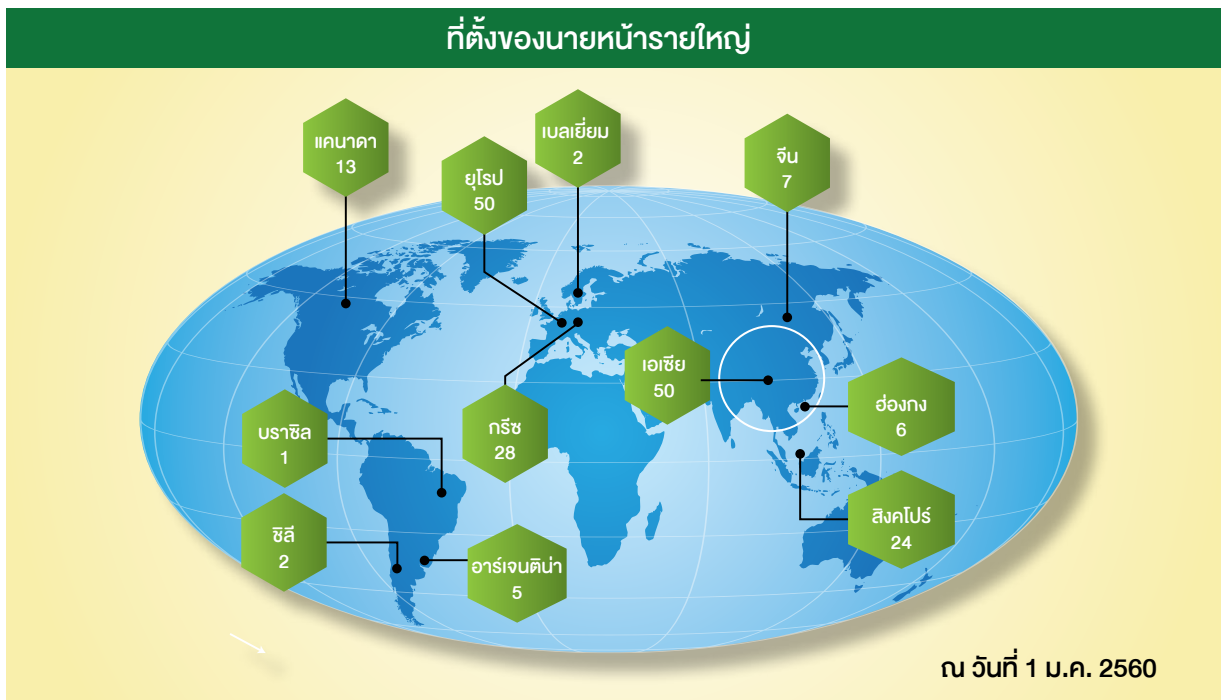 ที่ตั้งของนายหน้ารายใหญ่
แคนาดา
13
ยุโรป
50
เบลเยี่ยม
2
จีน
7
เอเซีย
50
ฮ่องกง
6
บราซิล
1
กรีซ
28
สิงคโปร์
24
ชิลี
2
อาร์เจนติน่า
5
ณ วันที่ 1 ม.ค. 2560